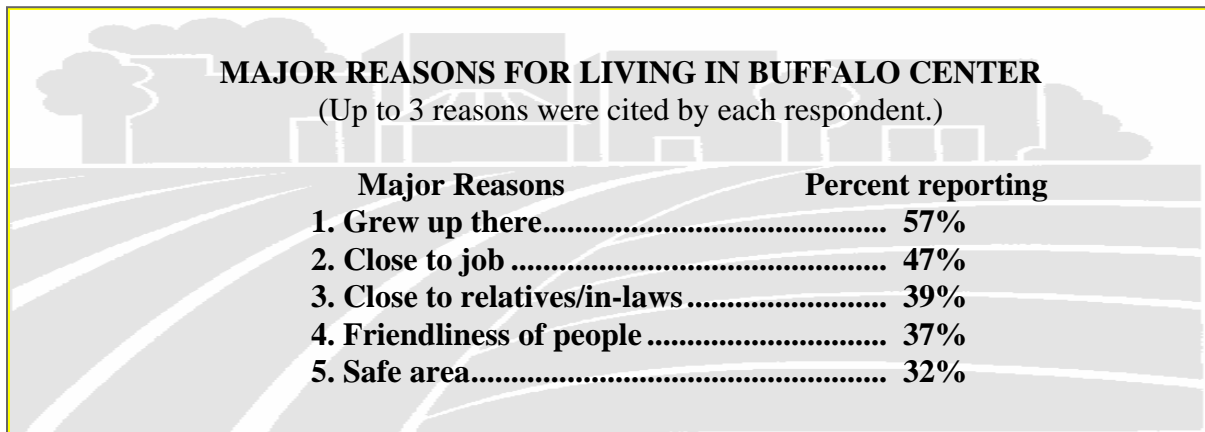 MAJOR REASONS FOR LIVING IN BUFFALO CENTER
(Up to 3 reasons were cited by each respondent.)
Major Reasons Percent reporting
1. Grew up there........................................... 57%
2. Close to job ............................................... 47%
3. Close to relatives/in-laws......................... 39%
4. Friendliness of people.............................. 37%
5. Safe area.................................................... 32%